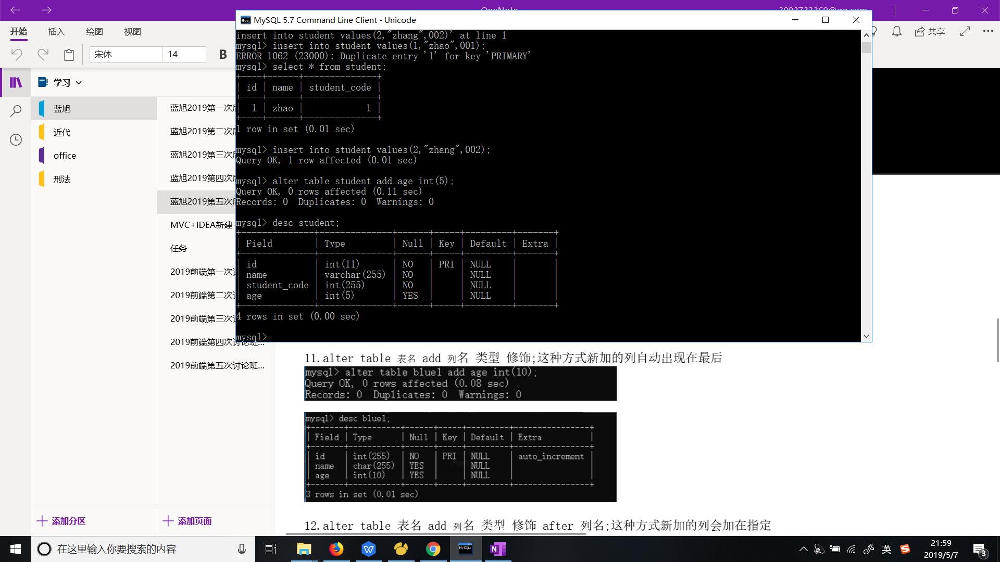 OneNote
MySQL 5.7 Command Line Client - Unicode
开始 插入 绘图 视图
共享
宋体 14 B
学习
蓝旭
近代
office
刑法
蓝旭2019第一次
蓝旭2019第二次
蓝旭2019第三次
蓝旭2019第四次
蓝旭2019第五次
MVC+IDEA新建
任务
2019前端第一次
2019前端第二次
2019前端第三次
2019前端第四次讨论班...
2019前端第五次讨论班...
添加分区 添加页面
insert into student values(2,"zhang",002)' at line 1
mysql> insert into student values(1,"zhao",001);
ERROR 1062 (23000): Duplicate entry '1' for key 'PRIMARY'
mysql> select * from student;
+----+------+--------------+
| id | name | student_code |
+----+------+--------------+
| 1 | zhao | 1 |
+----+------+--------------+
1 row in set (0.01 sec)
mysql> insert into student values(2,"zhang",002);
Query OK, 1 row affected (0.01 sec)
mysql> alter table student add age int(5);
Query OK, 0 rows affected (0.11 sec)
Records: 0 Duplicates: 0 Warnings: 0
mysql> desc student;
+--------------+--------------+------+-----+---------+-------+
| Field | Type | Null | Key | Default | Extra |
+--------------+--------------+------+-----+---------+-------+
| id | int(11) | NO | PRI | NULL | |
| name | varchar(255) | NO | | NULL | |
| student_code | int(255) | NO | | NULL | |
| age | int(5) | YES | | NULL | |
+--------------+--------------+------+-----+---------+-------+
4 rows in set (0.00 sec)
mysql>
11.alter table 表名 add 列名 类型 修饰;这种方式新加的列自动出现在最后
mysql> alter table blue1 add age int(10);
Query OK, 0 rows affected (0.08 sec)
Records: 0 Duplicates: 0 Warnings: 0
mysql> desc blue1;
+-------+-----------+------+-----+---------+----------------+
| Field | Type | Null | Key | Default | Extra |
+-------+-----------+------+-----+---------+----------------+
| id | int(255) | NO | PRI | NULL | auto_increment |
| name | char(255) | YES | | NULL | |
| age | int(10) | YES | | NULL | |
+-------+-----------+------+-----+---------+----------------+
3 rows in set (0.01 sec)
12.alter table 表名 add 列名 类型 修饰 after 列名;这种方式新加的列会加在指定
在这里输入你要搜索的内容
英
21:59
2019/5/7
3